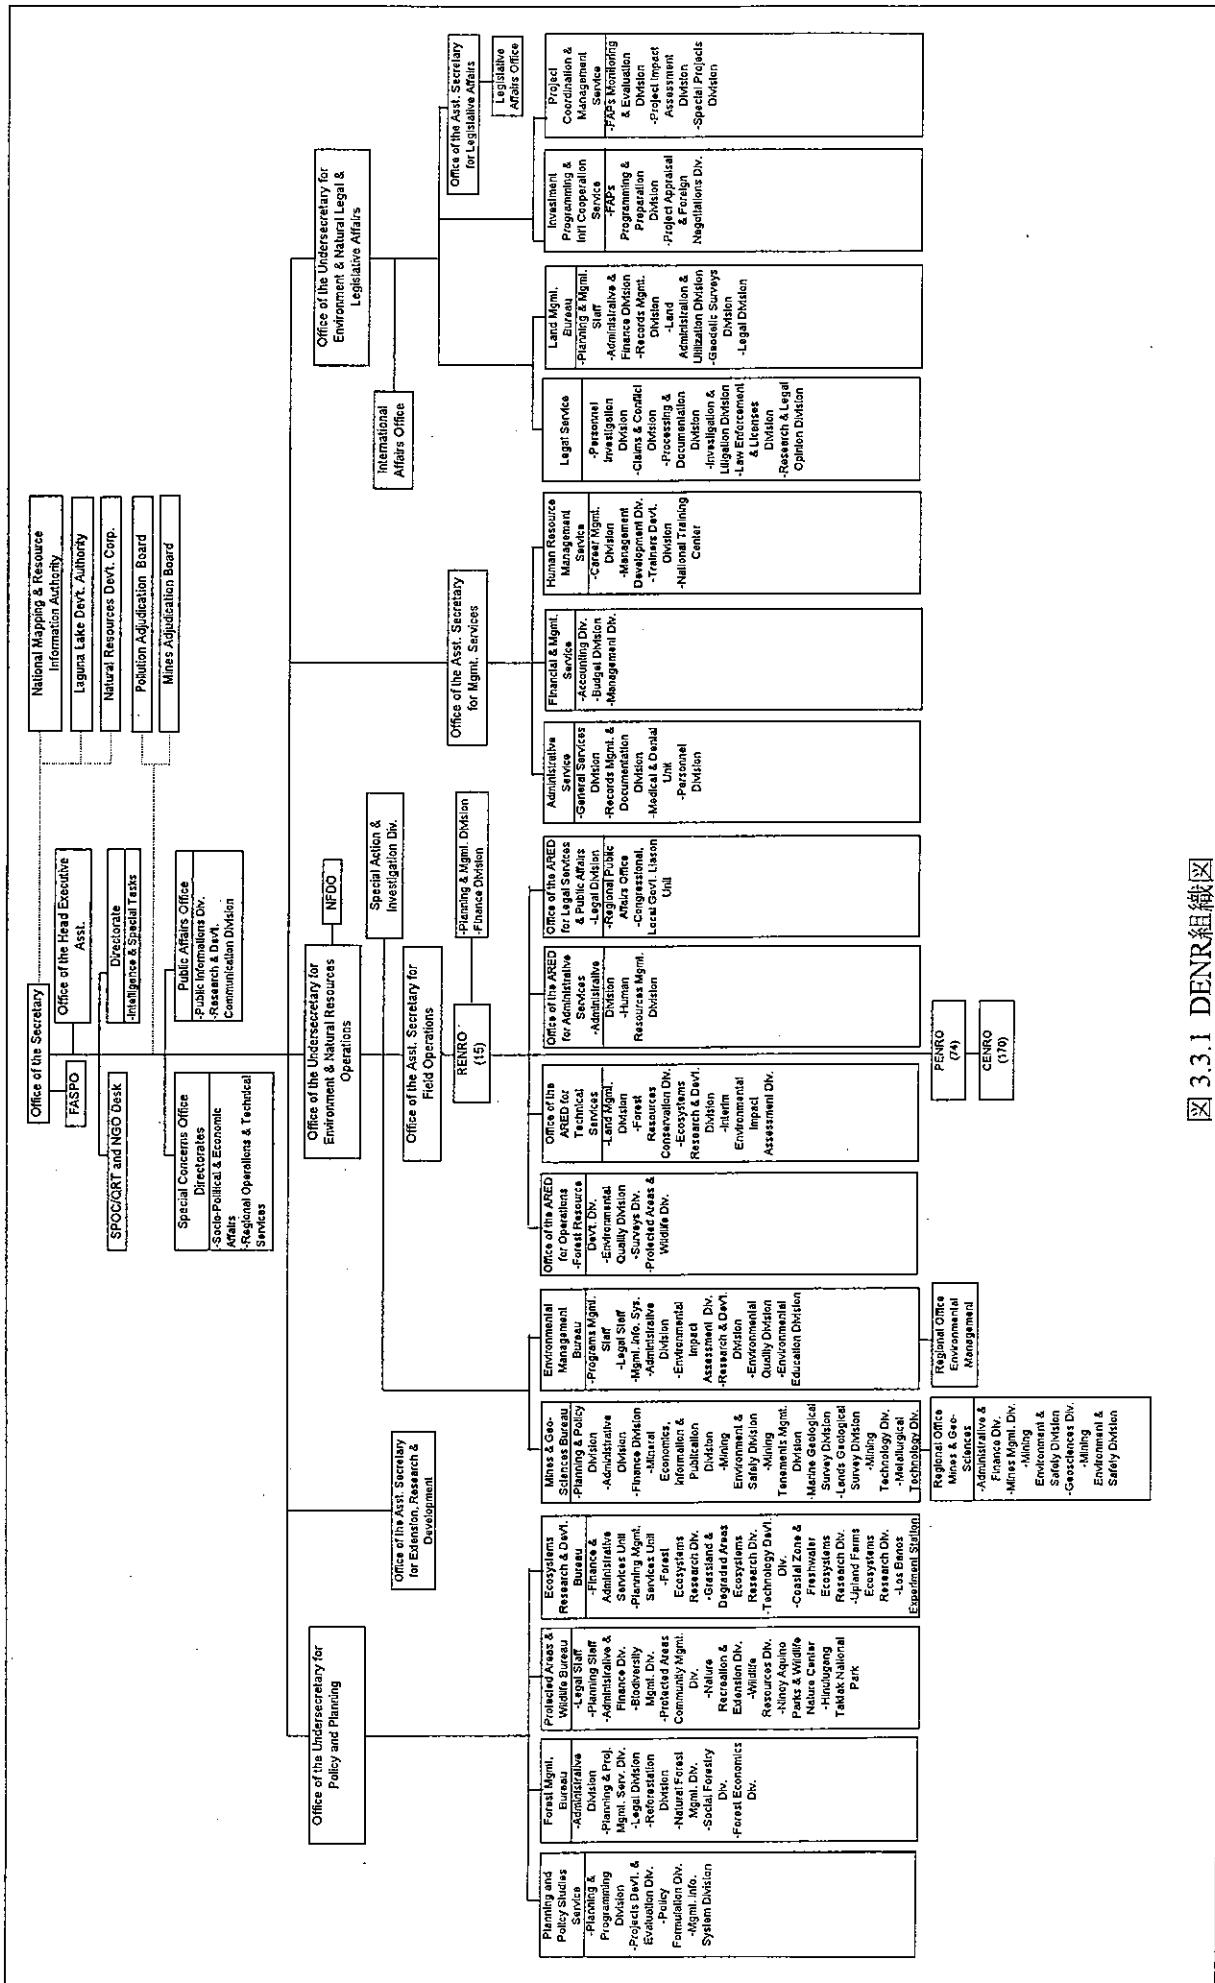 Office of the Secretary
FASPO
Office of the Head Executive
Asst.
National Mapping & Resource
Information Authority
Laguna Lake Dev't. Authority
Natural Resources Dev't. Corp.
Pollution Adjudication Board
Mines Adjudication Board
SPOC/QRT and NGO Desk
Directorate
-Intelligence & Special Tasks
Special Concerns Office
Directorates
-Socio-Political & Economic
Affairs
-Regional Operations & Technical
Services
Public Affairs Office
-Public Informations Div.
-Research & Dev't.
Communication Division
Office of the Undersecretary for
Policy and Planning
Office of the Undersecretary for
Environment & Natural Resources
Operations
NFDO
Office of the Undersecretary for
Environment & Natural Legal &
Legislative Affairs
Special Action &
Investigation Div.
International
Affairs Office
Office of the Asst. Secretary
for Extension, Research &
Development
Office of the Asst. Secretary for
Field Operations
Office of the Asst. Secretary
for Mgmt. Services
Office of the Asst. Secretary
for Legislative Affairs
Legislative
Affairs Office
RENRO
(15)
-Planning & Mgml. Division
-Finance Division
Planning and
Policy Studies
Service
-Planning &
Programming
Division
-Projects Dev't. &
Evaluation Div.
-Policy
Formulation Div.
-Mgml. Info.
System Division
Forest Mgml.
Bureau
-Administrative
Division
-Planning & Proj.
Mgml. Serv. Div.
-Legal Division
-Reforestation
Division
-Natural Forest
Mgml. Div.
-Social Forestry
Div.
-Forest Economics
Div.
Protected Areas &
Wildlife Bureau
-Legal Staff
-Planning Staff
-Administrative &
Finance Div.
-Biodiversity
Mgml. Div.
-Protected Areas
Community Mgmt.
Div.
-Nature
Recreation &
Extension Div.
-Wildlife
Resources Div.
-Ninoy Aquino
Parks & Wildlife
Nature Center
-Hinulugang
Taktak National
Park
Ecosystems
Research & Dev't.
Bureau
-Finance &
Administrative
Services Unit
-Planning Mgmt.
Services Unit
-Forest
Ecosystems
Research Div.
-Grassland &
Degraded Areas
Ecosystems
Research Div.
-Technology Dev't.
Div.
-Coastal Zone &
Freshwater
Ecosystems
Research Div.
-Upland Farms
Ecosystems
Research Div.
-Los Banos
Experiment Station
Mines & Geo-
Sciences Bureau
-Planning & Policy
Division
-Administrative
Division
-Finance Division
-Mineral
Economics,
Information &
Publication
Division
-Mining
Environment &
Safety Division
-Mining
Tenements Mgmt.
Division
-Marine Geological
Survey Division
-Lands Geological
Survey Division
-Mining
Technology Div.
-Metallurgical
Technology Div.
Environmental
Management
Bureau
-Programs Mgml.
Staff
-Legal Staff
-Mgml. Info. Sys.
-Administrative
Division
-Environmental
Impact
Assessment Div.
-Research & Dev't.
Division
-Environmental
Quality Division
-Environmental
Education Division
Office of the ARED
for Operations
-Forest Resource
Dev't. Div.
-Environmental
Quality Division
-Surveys Div.
-Protected Areas &
Wildlife Div.
Office of the
ARED for
Technical
Services
-Land Mgml.
Division
-Forest
Resources
Conservation Div.
-Ecosystems
Research & Dev't.
Division
-Interim
Environmental
Impact
Assessment Div.
Office of the ARED
for Administrative
Services
-Administrative
Division
-Human
Resources Mgmt.
Division
Office of the ARED
for Legal Services
& Public Affairs
-Legal Division
-Regional Public
Affairs Office
-Congressional,
Local Govt. Liason
Unit
Administrative
Service
-General Services
Division
-Records Mgml. &
Documentation
Division
-Medical & Dental
Unit
-Personnel
Division
Financial & Mgmt.
Service
-Accounting Div.
-Budget Division
-Management Div.
Human Resource
Management
Service
-Career Mgmt.
Division
-Management
Development Div.
-Trainers Devt.
Division
-National Training
Center
Legal Service
-Personnel
Investigation
Division
-Claims & Conflict
Division
-Processing &
Documentation
Division
-Investigation &
Litigation Division
-Law Enforcement
& Licenses
Division
-Research & Legal
Opinion Division
Land Mgml.
Bureau
-Planning & Mgml.
Staff
-Administrative &
Finance Division
-Records Mgmt.
Division
-Land
Administration &
Utilization Division
-Geodetic Surveys
Division
-Legal Division
Investment
Programming &
Int'l Cooperation
Service
-FAPs
Programming &
Preparation
Division
-Project Appraisal
& Foreign
Negotiations Div.
Project
Coordination &
Management
Service
-FAPs Monitoring
& Evaluation
Division
-Project Impact
Assessment
Division
-Special Projects
Division
Regional Office
Mines & Geo-
Sciences
-Administrative &
Finance Div.
-Mines Mgml. Div.
-Mining
Environment &
Safety Division
-Geosciences Div.
-Mining
Environment &
Safety Division
Regional Office
Environmental
Management
PENRO
(74)
CENRO
(170)
図 3.3.1 DENR組織図